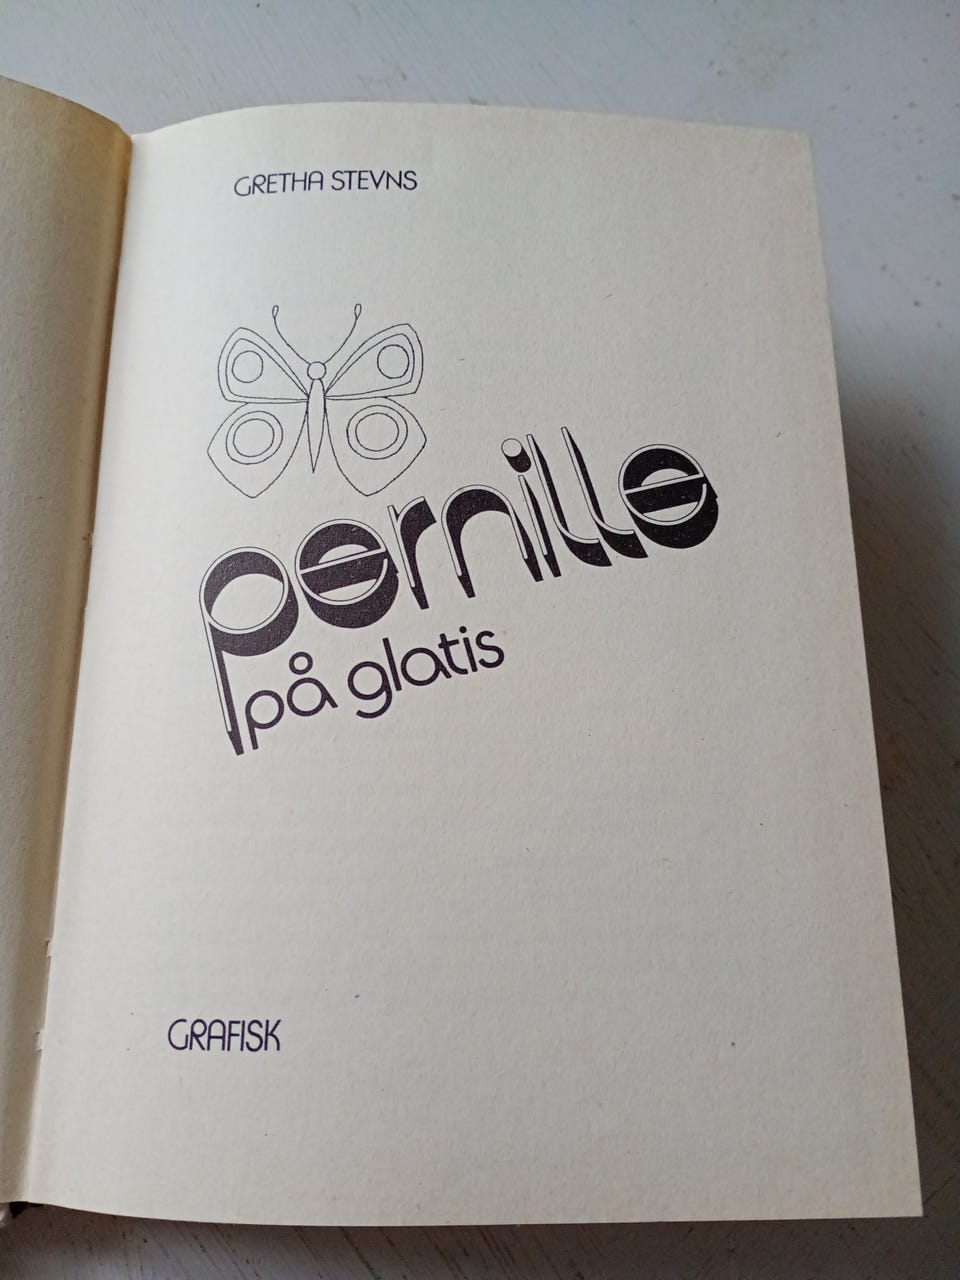 GRETHA STEVNS
pernille
på glatis
GRAFISK